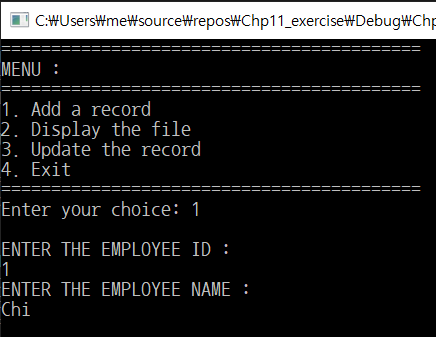 C:₩Users₩me₩source₩repos₩Chp11_exercise₩Debug₩Chp
==========================================
MENU :
==========================================
1. Add a record
2. Display the file
3. Update the record
4. Exit
==========================================
Enter your choice: 1
ENTER THE EMPLOYEE ID :
1
ENTER THE EMPLOYEE NAME :
Chi